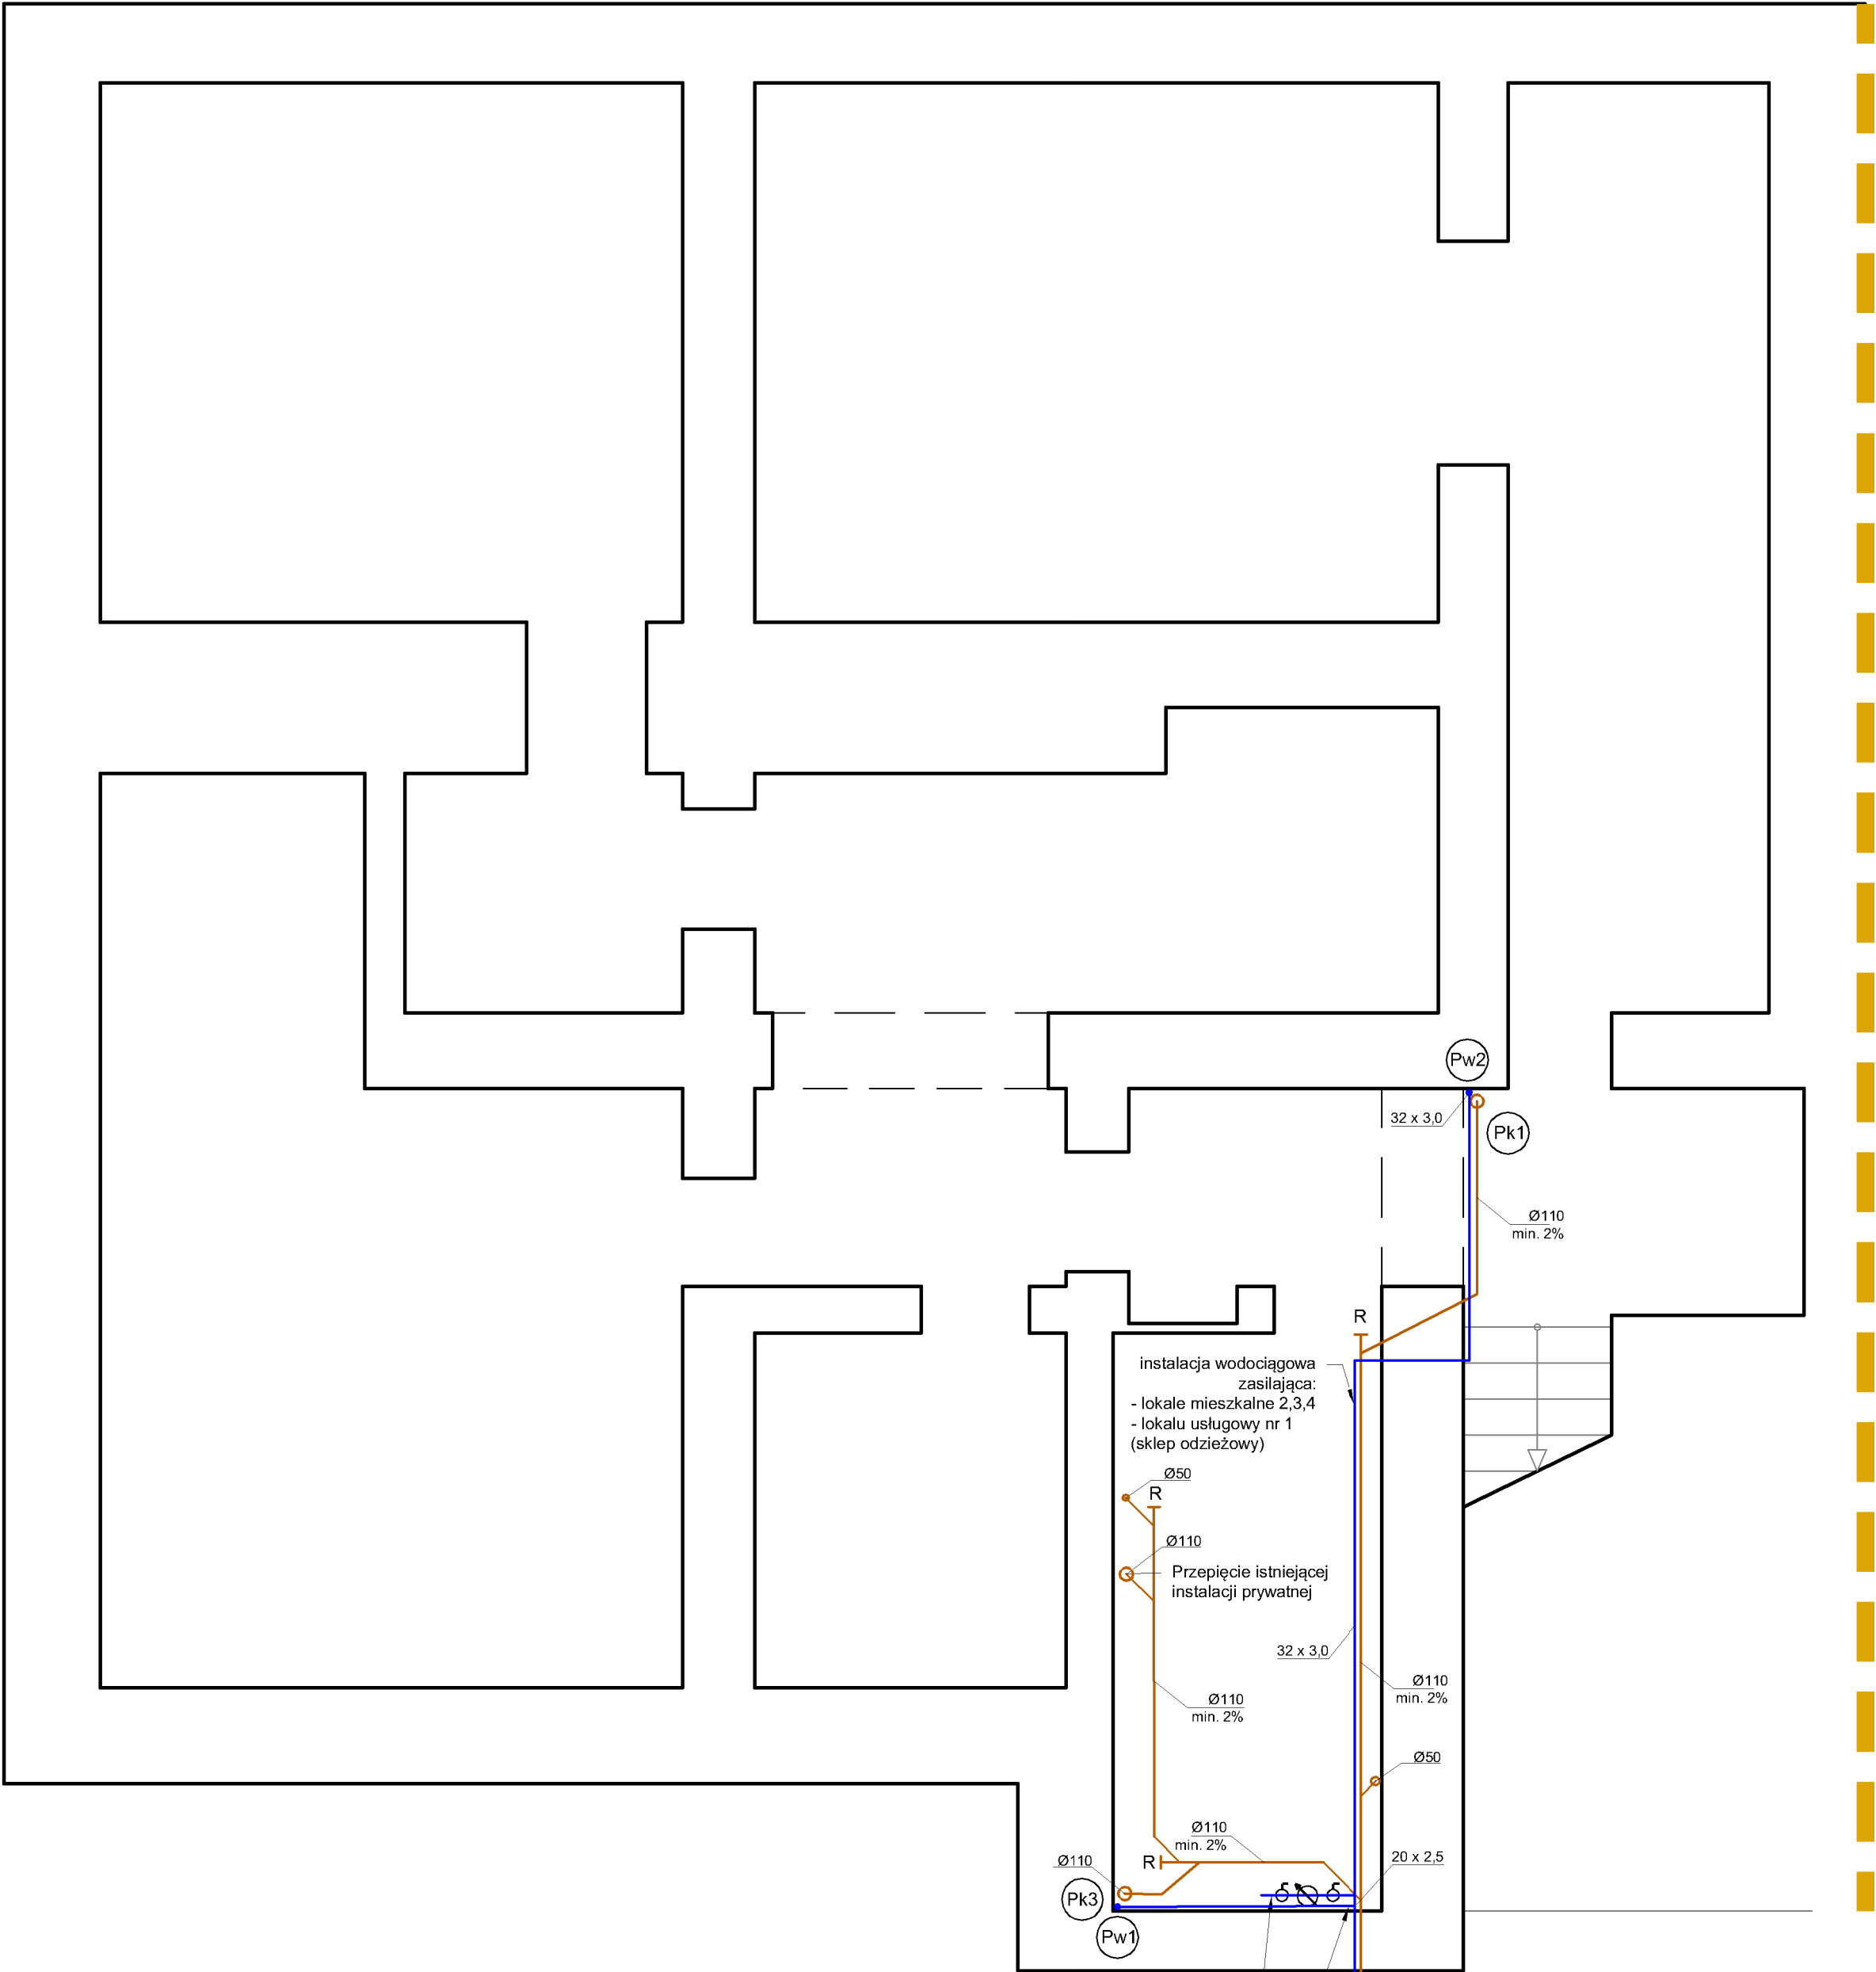 Pw2
32 x 3,0
Pk1
Ø110
min. 2%
R
instalacja wodociągowa
zasilająca:
- lokale mieszkalne 2,3,4
- lokalu usługowy nr 1
(sklep odzieżowy)
Ø50
R
Ø110
Przepięcie istniejącej
instalacji prywatnej
32 x 3,0
Ø110
min. 2%
Ø110
min. 2%
Ø50
Ø110
min. 2%
20 x 2,5
R
Ø110
Pk3
Pw1